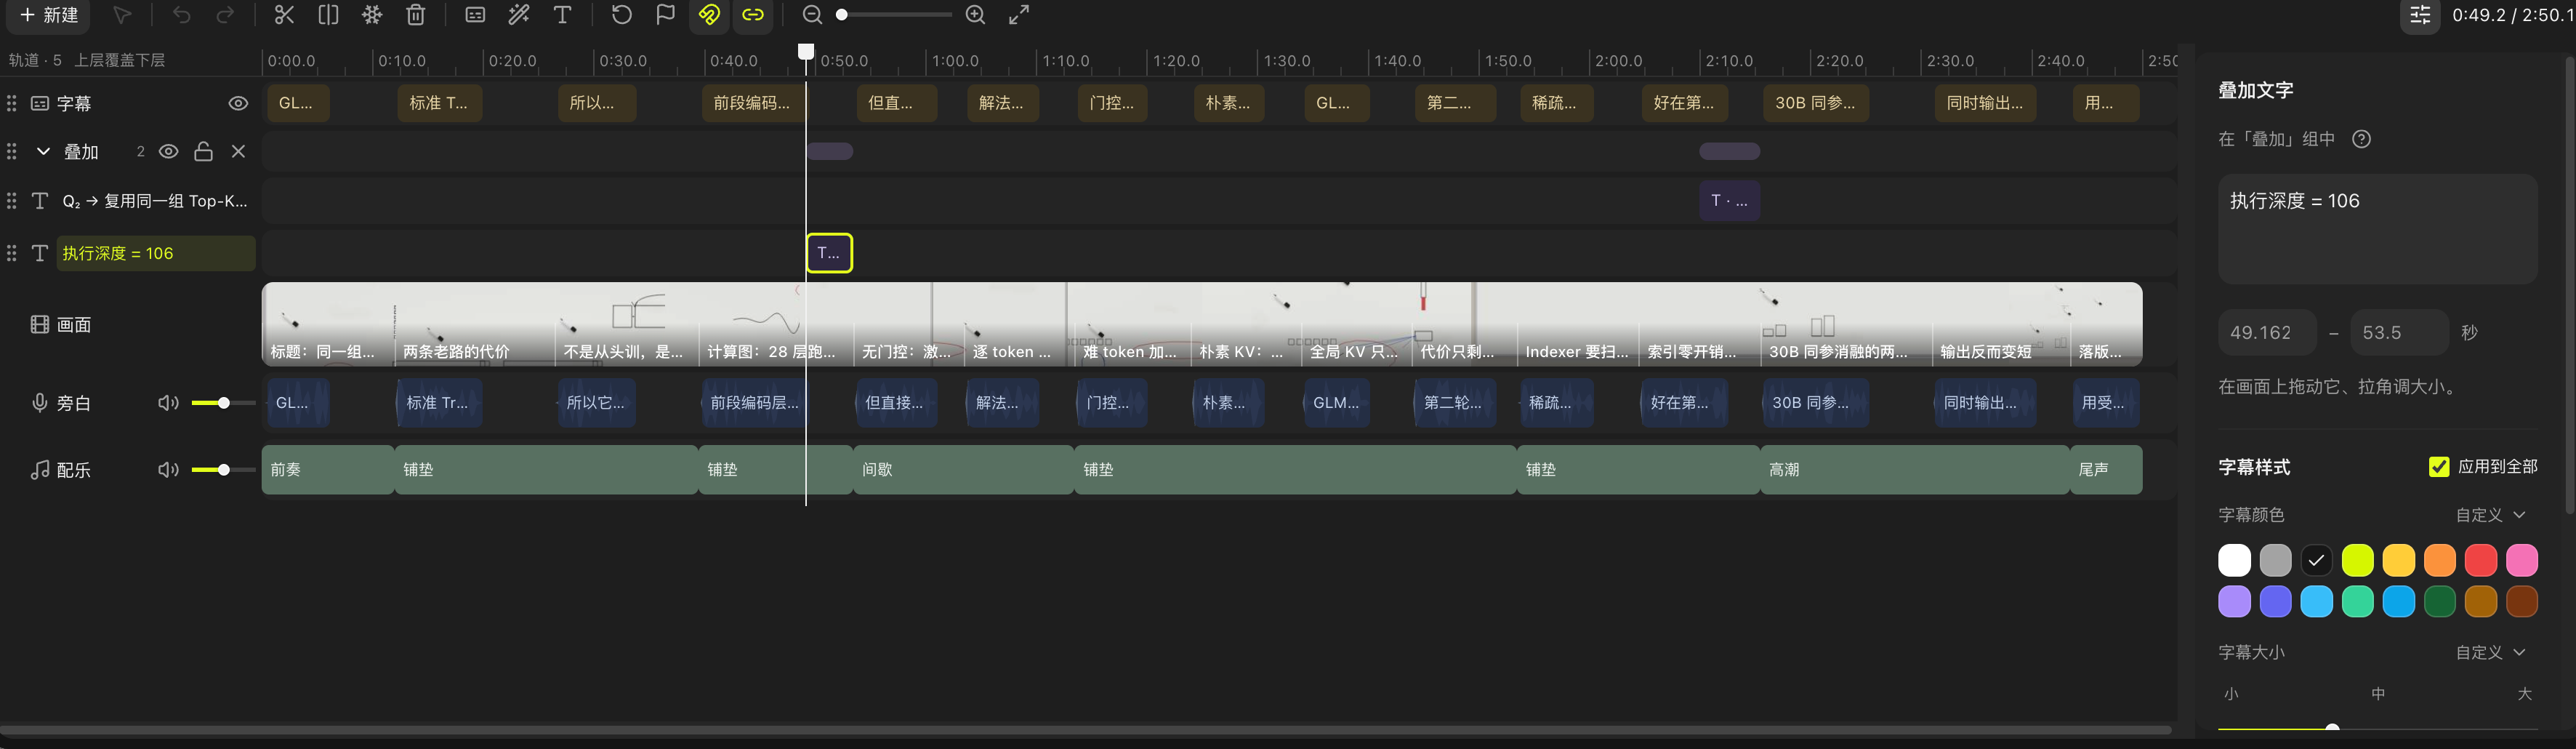 新建
0:49.2 / 2:50.1
轨道 · 5 上层覆盖下层
0:00.0 0:10.0 0:20.0 0:30.0 0:40.0 0:50.0 1:00.0 1:10.0 1:20.0 1:30.0 1:40.0 1:50.0 2:00.0 2:10.0 2:20.0 2:30.0 2:40.0 2:50
字幕
GL... 标准 T... 所以... 前段编码... 但直... 解法... 门控... 朴素... GL... 第二... 稀疏... 好在第... 30B 同参... 同时输出... 用...
叠加 2
Q₂ → 复用同一组 Top-K...
T · ...
执行深度 = 106
T...
画面
标题：同一组... 两条老路的代价 不是从头训，是... 计算图：28 层跑... 无门控：激... 逐 token ... 难 token 加... 朴素 KV：... 全局 KV 只... 代价只剩... Indexer 要扫... 索引零开销... 30B 同参消融的两... 输出反而变短 落版...
旁白
GL... 标准 Tr... 所以它... 前段编码层... 但直接... 解法... 门控... 朴素... GLM... 第二轮... 稀疏... 好在第... 30B 同参... 同时输出... 用受...
配乐
前奏 铺垫 铺垫 间歇 铺垫 铺垫 高潮 尾声
叠加文字
在「叠加」组中
执行深度 = 106
49.162 – 53.5 秒
在画面上拖动它、拉角调大小。
字幕样式 应用到全部
字幕颜色 自定义
字幕大小 自定义
小 中 大